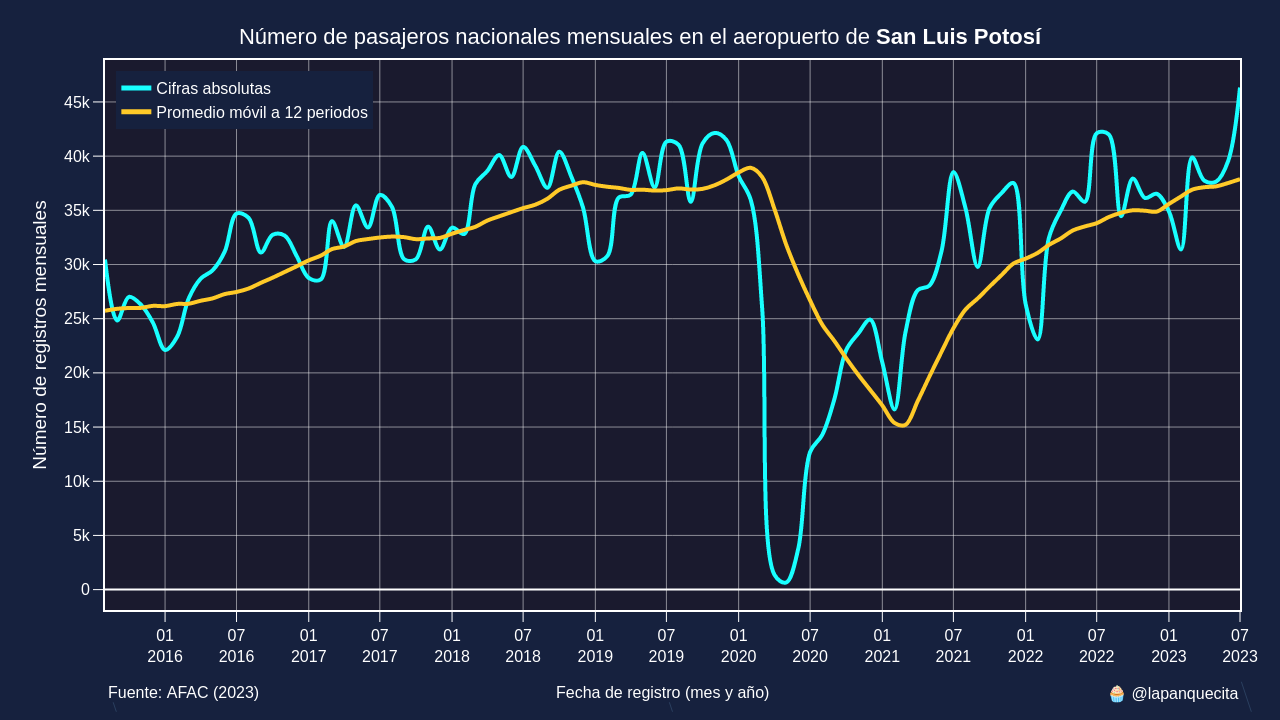 Número de pasajeros nacionales mensuales en el aeropuerto de San Luis Potosí
Cifras absolutas
Promedio móvil a 12 periodos
Número de registros mensuales
45k
40k
35k
30k
25k
20k
15k
10k
5k
0
01 07 01 07 01 07 01 07 01 07 01 07 01 07 01 07
2016 2016 2017 2017 2018 2018 2019 2019 2020 2020 2021 2021 2022 2022 2023 2023
Fuente: AFAC (2023)
Fecha de registro (mes y año)
🧁 @lapanquecita